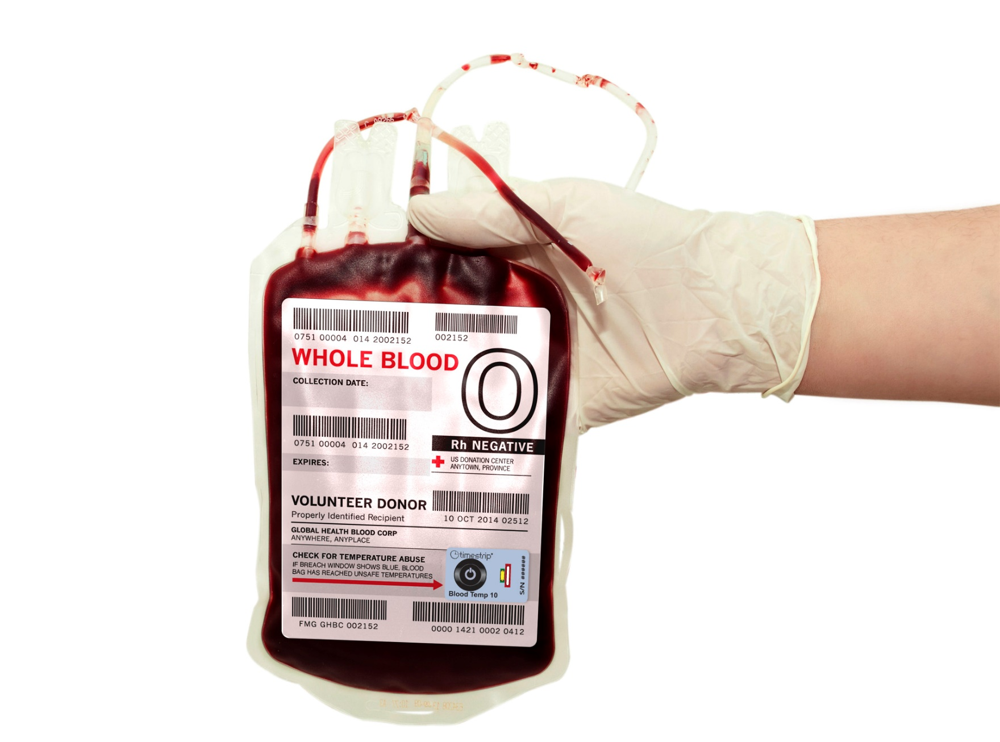 C 09266
0751 00004 014 2002152
002152
WHOLE BLOOD
O
COLLECTION DATE:
0751 00004 014 2002152
Rh NEGATIVE
EXPIRES:
US DONATION CENTER
ANYTOWN, PROVINCE
VOLUNTEER DONOR
Properly Identified Recipient
10 OCT 2014 02512
GLOBAL HEALTH BLOOD CORP
ANYWHERE, ANYPLACE
CHECK FOR TEMPERATURE ABUSE
IF BREACH WINDOW SHOWS BLUE, BLOOD
BAG HAS REACHED UNSAFE TEMPERATURES
timestrip®
Blood Temp 10
###### S/N
FMG GHBC 002152
0000 1421 0002 0412